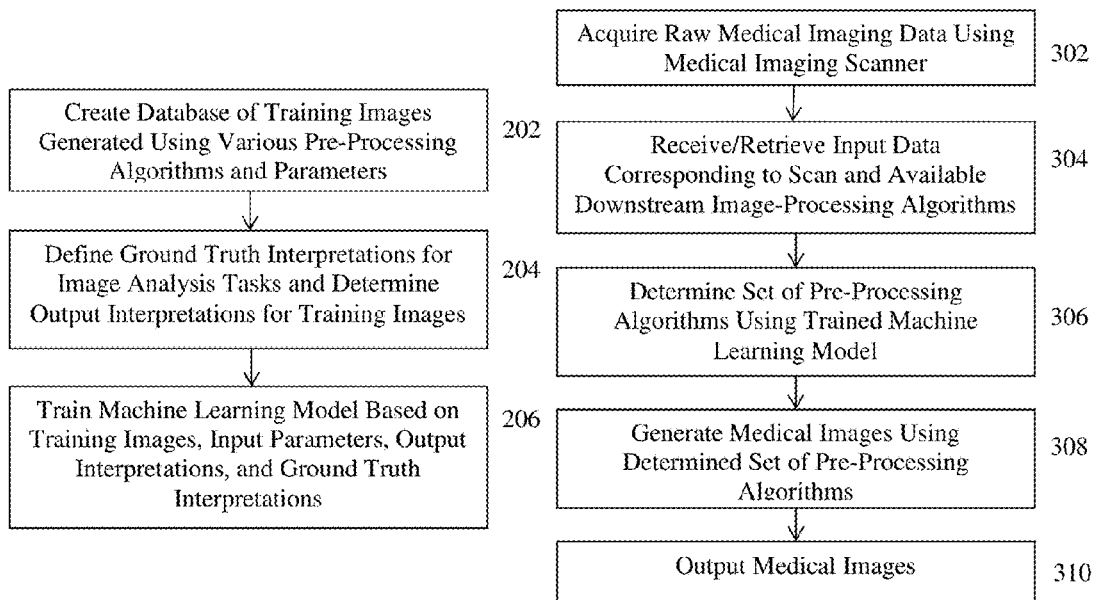 Create Database of Training Images
Generated Using Various Pre-Processing
Algorithms and Parameters
202
Define Ground Truth Interpretations for
Image Analysis Tasks and Determine
Output Interpretations for Training Images
204
Train Machine Learning Model Based on
Training Images, Input Parameters, Output
Interpretations, and Ground Truth
Interpretations
206
Acquire Raw Medical Imaging Data Using
Medical Imaging Scanner
302
Receive/Retrieve Input Data
Corresponding to Scan and Available
Downstream Image-Processing Algorithms
304
Determine Set of Pre-Processing
Algorithms Using Trained Machine
Learning Model
306
Generate Medical Images Using
Determined Set of Pre-Processing
Algorithms
308
Output Medical Images
310